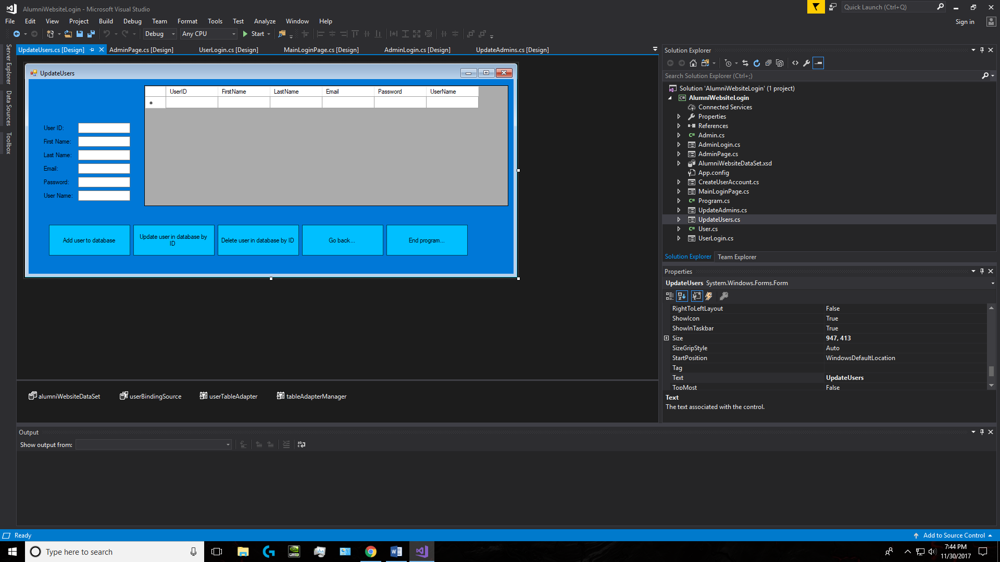 AlumniWebsiteLogin - Microsoft Visual Studio
Quick Launch (Ctrl+Q)
File Edit View Project Build Debug Team Format Tools Test Analyze Window Help
Sign in
Debug Any CPU Start
UpdateUsers.cs [Design] AdminPage.cs [Design] UserLogin.cs [Design] MainLoginPage.cs [Design] AdminLogin.cs [Design] UpdateAdmins.cs [Design]
Server Explorer
Data Sources
Toolbox
UpdateUsers
UserID FirstName LastName Email Password UserName
User ID:
First Name:
Last Name:
Email:
Password:
User Name:
Add user to database
Update user in database by
ID
Delete user in database by ID
Go back...
End program...
alumniWebsiteDataSet userBindingSource userTableAdapter tableAdapterManager
Output
Show output from:
Solution Explorer
Search Solution Explorer (Ctrl+;)
Solution 'AlumniWebsiteLogin' (1 project)
C# AlumniWebsiteLogin
Connected Services
Properties
References
C# Admin.cs
AdminLogin.cs
AdminPage.cs
AlumniWebsiteDataSet.xsd
App.config
CreateUserAccount.cs
MainLoginPage.cs
C# Program.cs
UpdateAdmins.cs
UpdateUsers.cs
C# User.cs
UserLogin.cs
Solution Explorer Team Explorer
Properties
UpdateUsers System.Windows.Forms.Form
RightToLeftLayout False
ShowIcon True
ShowInTaskbar True
Size 947, 413
SizeGripStyle Auto
StartPosition WindowsDefaultLocation
Tag
Text UpdateUsers
TopMost False
Text
The text associated with the control.
Ready
Add to Source Control
Type here to search
7:44 PM
11/30/2017